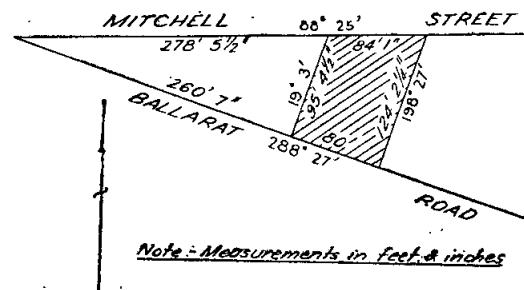 MITCHELL 88° 25' STREET
278' 5½"
84' 1"
19° 3'
95' 4½"
124' 2¼"
198° 27'
260' 7"
BALLARAT
80'
288° 27'
ROAD
Note:- Measurements in feet & inches